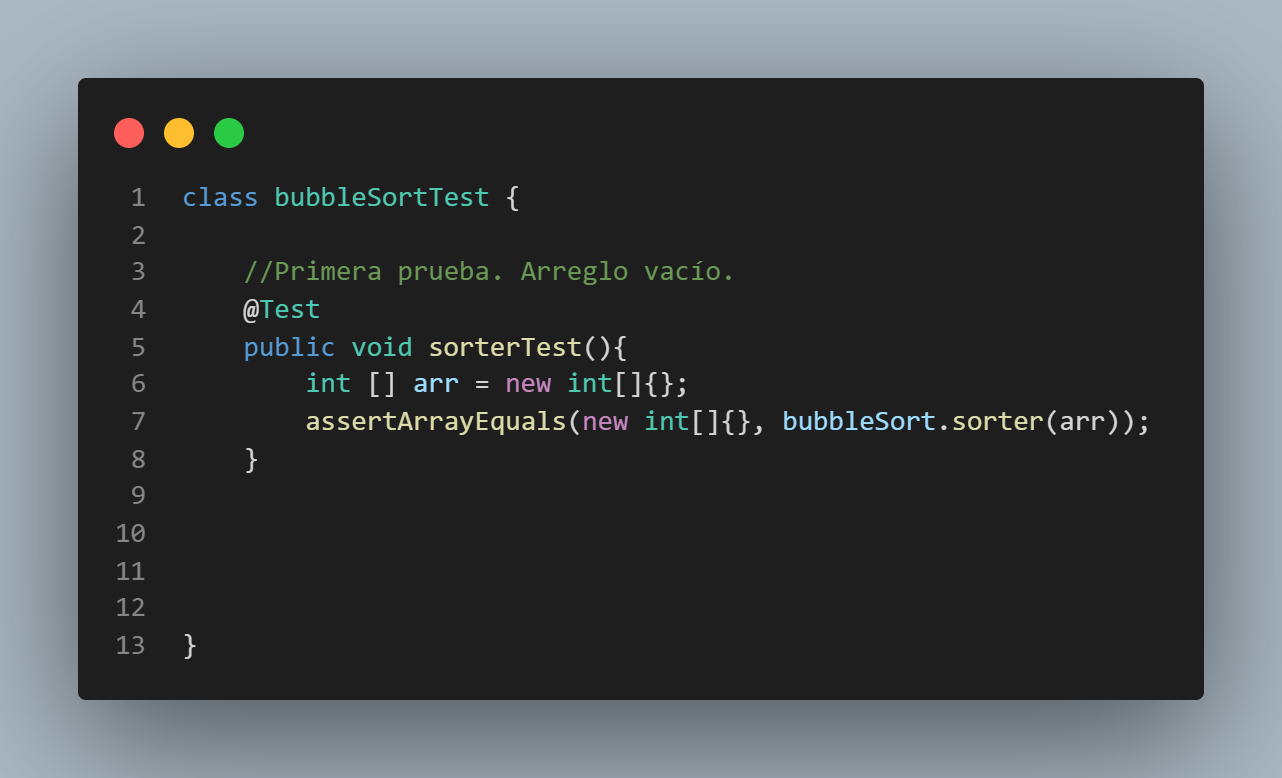 1 class bubbleSortTest {
2
3 //Primera prueba. Arreglo vacío.
4 @Test
5 public void sorterTest(){
6 int [] arr = new int[]{};
7 assertArrayEquals(new int[]{}, bubbleSort.sorter(arr));
8 }
9
10
11
12
13 }